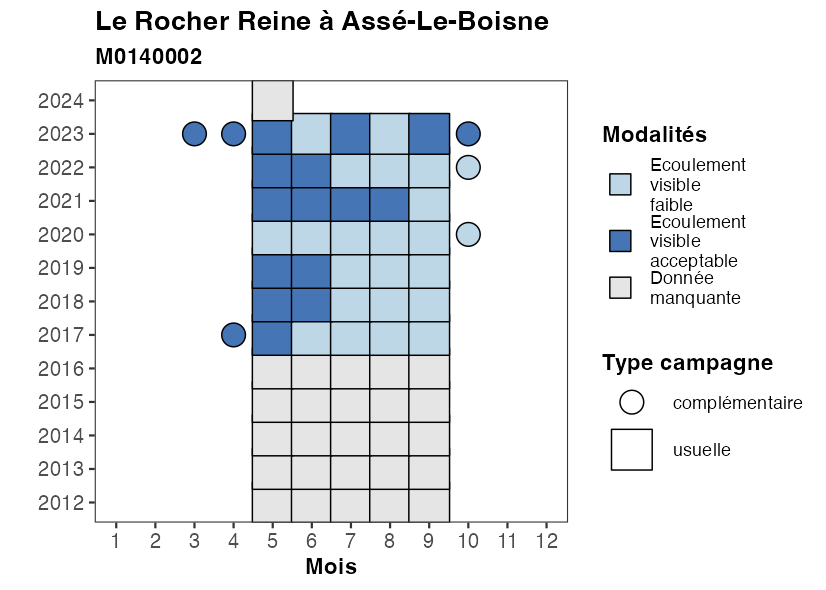 Le Rocher Reine à Assé-Le-Boisne
M0140002
2024
2023
2022
2021
2020
2019
2018
2017
2016
2015
2014
2013
2012
1 2 3 4 5 6 7 8 9 10 11 12
Mois
Modalités
Ecoulement
visible
faible
Ecoulement
visible
acceptable
Donnée
manquante
Type campagne
complémentaire
usuelle